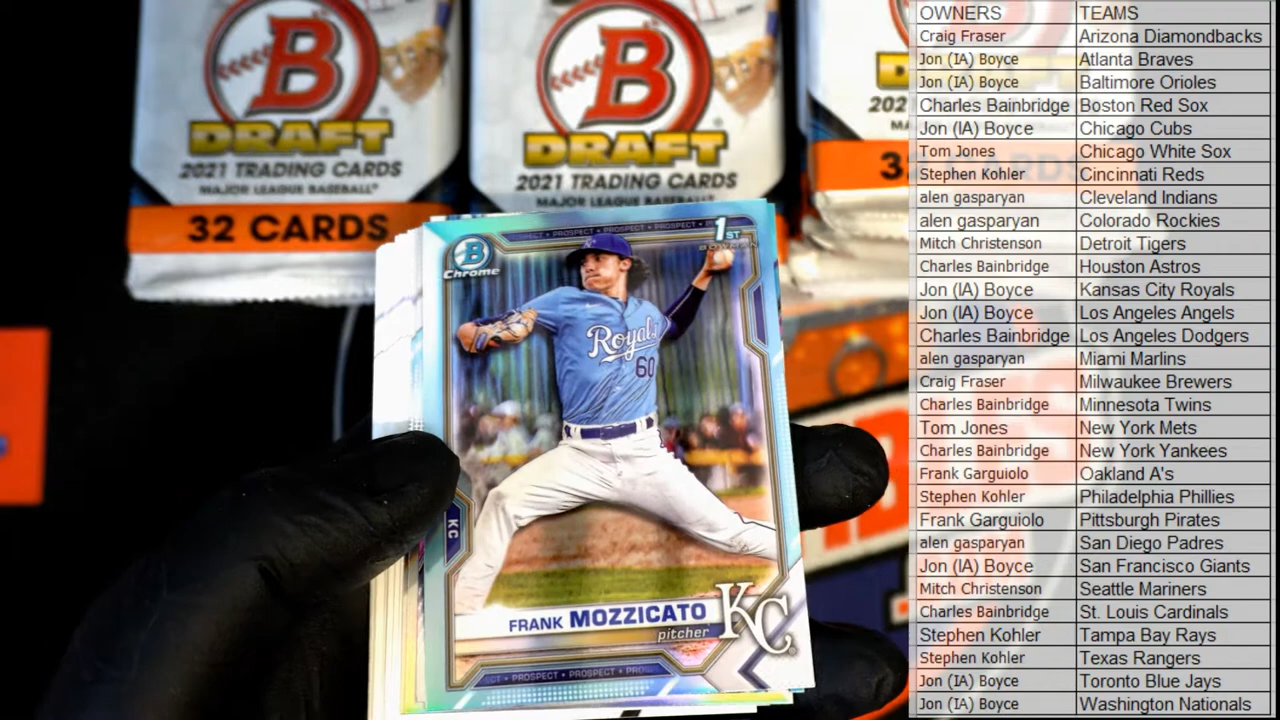 B
DRAFT
2021 TRADING CARDS
MAJOR LEAGUE BASEBALL
32 CARDS
B
DRAFT
2021 TRADING CARDS
MAJOR LEAGUE BASEBALL
B
Chrome
PROSPECT • PROSPECT
1ST
BOWMAN
Royals
60
KC
FRANK MOZZICATO
pitcher
KC
PROSPECT • PROSPECT
OWNERS TEAMS
Craig Fraser Arizona Diamondbacks
Jon (IA) Boyce Atlanta Braves
Jon (IA) Boyce Baltimore Orioles
Charles Bainbridge Boston Red Sox
Jon (IA) Boyce Chicago Cubs
Tom Jones Chicago White Sox
Stephen Kohler Cincinnati Reds
alen gasparyan Cleveland Indians
alen gasparyan Colorado Rockies
Mitch Christenson Detroit Tigers
Charles Bainbridge Houston Astros
Jon (IA) Boyce Kansas City Royals
Jon (IA) Boyce Los Angeles Angels
Charles Bainbridge Los Angeles Dodgers
alen gasparyan Miami Marlins
Craig Fraser Milwaukee Brewers
Charles Bainbridge Minnesota Twins
Tom Jones New York Mets
Charles Bainbridge New York Yankees
Frank Garguiolo Oakland A's
Stephen Kohler Philadelphia Phillies
Frank Garguiolo Pittsburgh Pirates
alen gasparyan San Diego Padres
Jon (IA) Boyce San Francisco Giants
Mitch Christenson Seattle Mariners
Charles Bainbridge St. Louis Cardinals
Stephen Kohler Tampa Bay Rays
Stephen Kohler Texas Rangers
Jon (IA) Boyce Toronto Blue Jays
Jon (IA) Boyce Washington Nationals